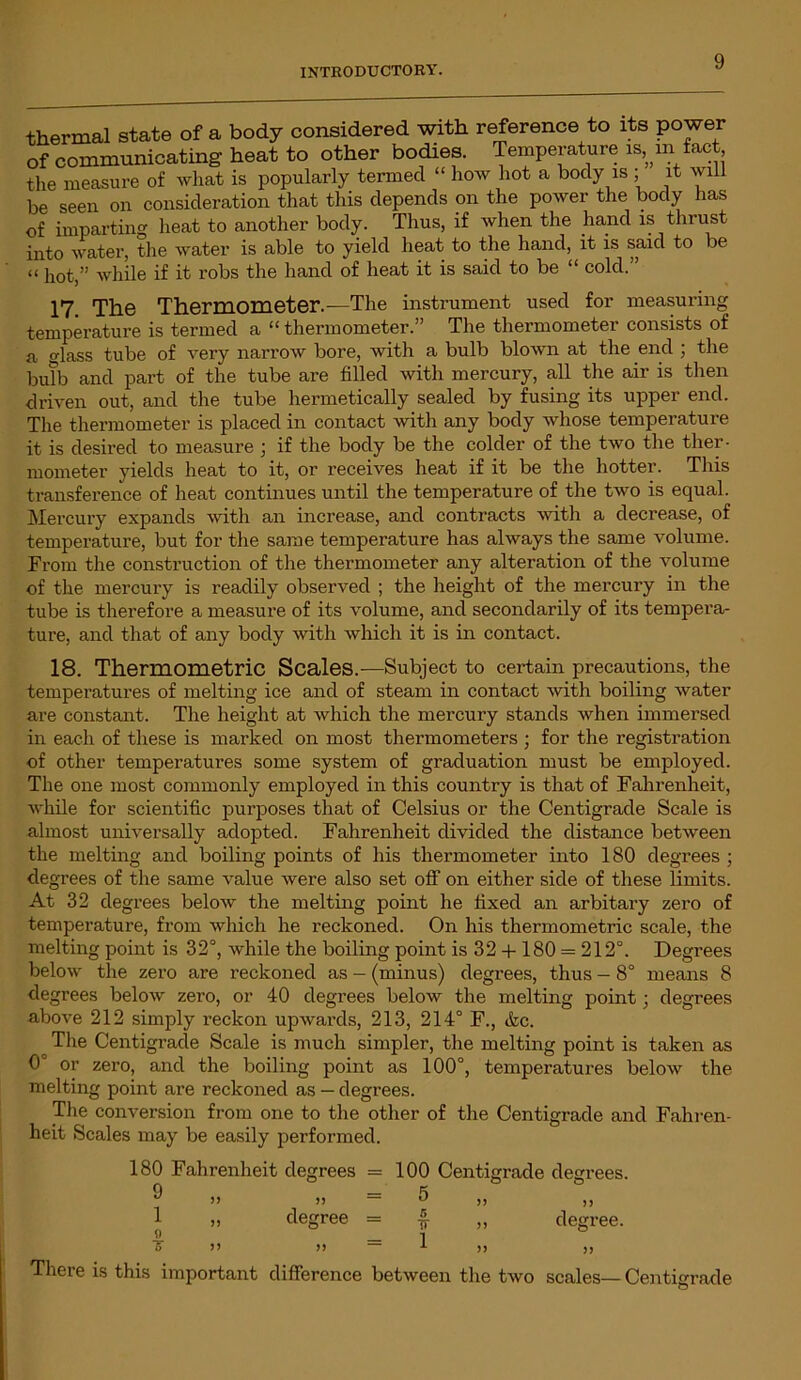 INTRODUCTORY.
9
thermal state of a body considered with reference to its power
of communicating heat to other bodies. Temperature is, in fact,
the measure of what is popularly termed “ how hot a body is ; ” it will
be seen on consideration that this depends on the power the body has
of imparting heat to another body. Thus, if when the hand is thrust
into water, the water is able to yield heat to the hand, it is said to be
“ hot,” while if it robs the hand of heat it is said to be “ cold.”
17. The Thermometer.—The instrument used for measuring
temperature is termed a “ thermometer.” The thermometer consists of
a glass tube of very narrow bore, with a bulb blown at the end ; the
bulb and part of the tube are filled with mercury, all the air is then
driven out, and the tube hermetically sealed by fusing its upper end.
The thermometer is placed in contact with any body whose temperature
it is desired to measure ; if the body be the colder of the two the ther-
mometer yields heat to it, or receives heat if it be the hotter. This
transference of heat continues until the temperature of the two is equal.
Mercury expands with an increase, and contracts with a decrease, of
temperature, but for the same temperature has always the same volume.
From the construction of the thermometer any alteration of the volume
of the mercury is readily observed ; the height of the mercury in the
tube is therefore a measure of its volume, and secondarily of its tempera-
ture, and that of any body with which it is in contact.
18. Thermometric Scales.—Subject to certain precautions, the
temperatures of melting ice and of steam in contact with boiling water
are constant. The height at which the mercury stands when immersed
in each of these is marked on most thermometers ; for the registration
of other temperatures some system of graduation must be employed.
The one most commonly employed in this country is that of Fahrenheit,
while for scientific purposes that of Celsius or the Centigrade Scale is
almost universally adopted. Fahrenheit divided the distance between
the melting and boiling points of his thermometer into 180 degrees ;
degrees of the same value were also set off on either side of these limits.
At 32 degrees below the melting point he fixed an arbitary zero of
temperature, from which he reckoned. On his thermometric scale, the
melting point is 32°, while the boiling point is 32 + 180 = 212°. Degrees
below the zero are reckoned as – (minus) degrees, thus – 8° means 8
degrees below zero, or 40 degrees below the melting point ; degrees
above 212 simply reckon upwards, 213, 214° F., &c.
The Centigrade Scale is much simpler, the melting point is taken as
0° or zero, and the boiling point as 100°, temperatures below the
melting point are reckoned as – degrees.
The conversion from one to the other of the Centigrade and Fahren-
heit Scales may be easily performed.
180 Fahrenheit degrees = 100 Centigrade degrees.
9 „ „ = 5 „ „
1 „ degree = 5/9 „ degree.
9/5 „ „ = 1 „ „
There is this important difference between the two scales—Centigrade